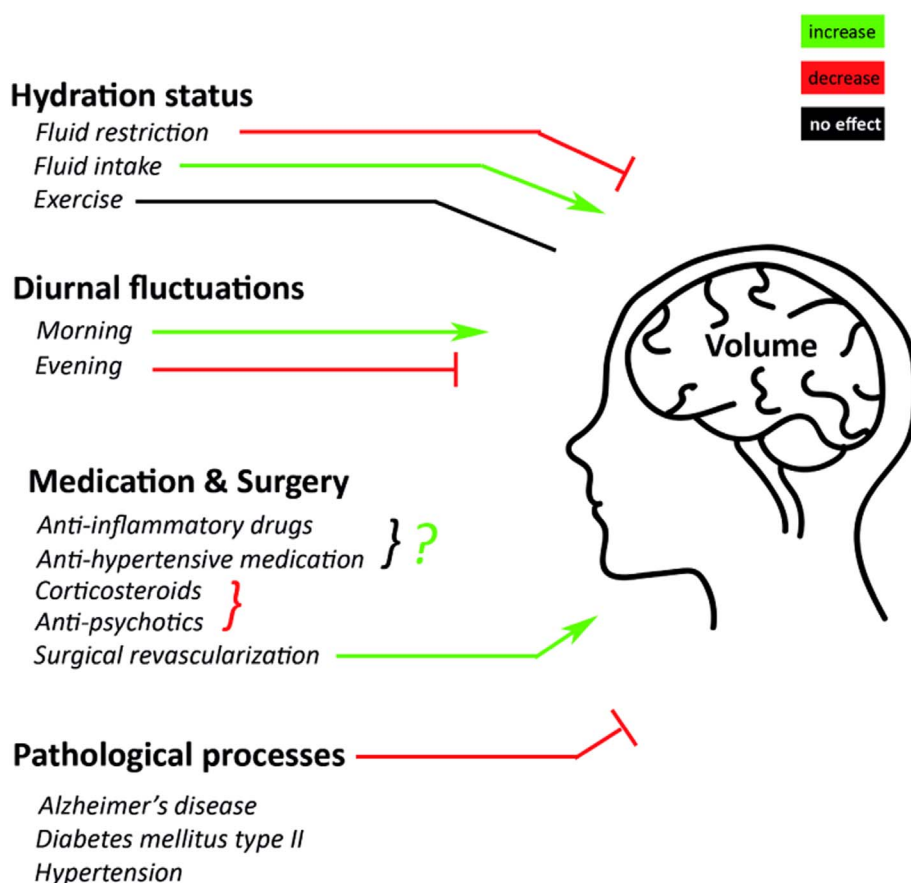 increase
decrease
no effect
Hydration status
Fluid restriction
Fluid intake
Exercise
Diurnal fluctuations
Morning
Evening
Volume
Medication & Surgery
Anti-inflammatory drugs
Anti-hypertensive medication
} ?
Corticosteroids
Anti-psychotics
}
Surgical revascularization
Pathological processes
Alzheimer's disease
Diabetes mellitus type II
Hypertension